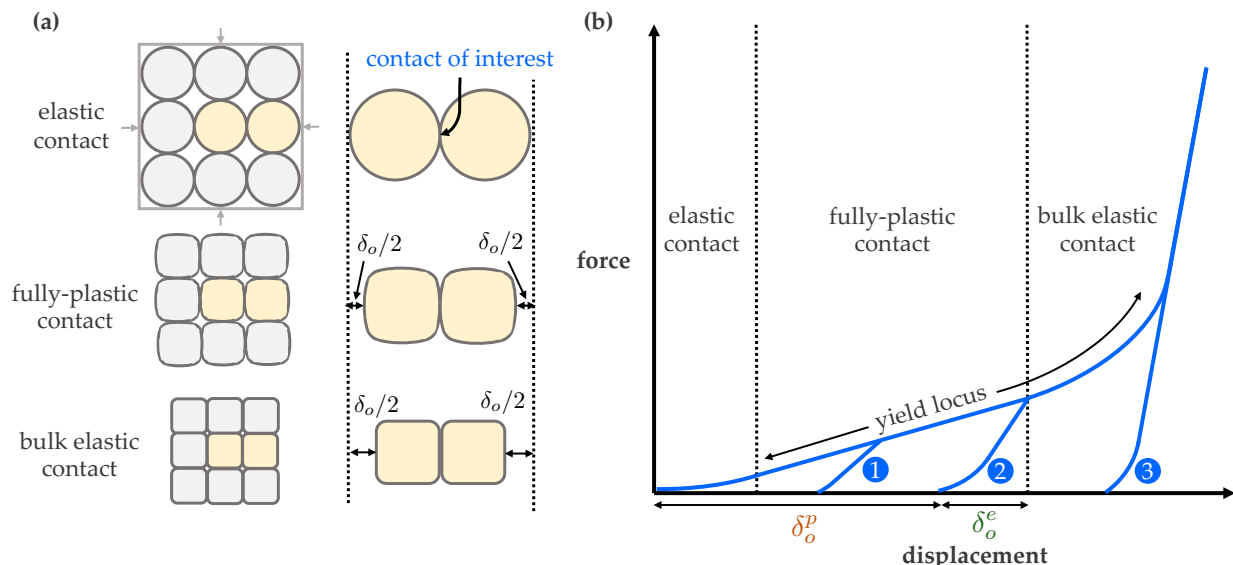 (a)
contact of interest
elastic
contact
δₒ/2
δₒ/2
fully-plastic
contact
δₒ/2
δₒ/2
bulk elastic
contact
(b)
force
elastic
contact
fully-plastic
contact
bulk elastic
contact
yield locus
1
2
3
δₒᵖ
δₒᵉ
displacement